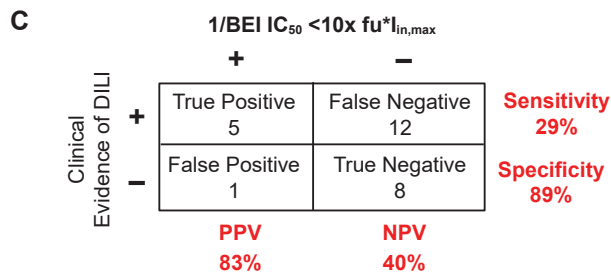 C
1/BEI IC₅₀ <10x fu*I_in,max
+ −
Clinical
Evidence of DILI
+ True Positive False Negative Sensitivity
5 12 29%
− False Positive True Negative Specificity
1 8 89%
PPV NPV
83% 40%